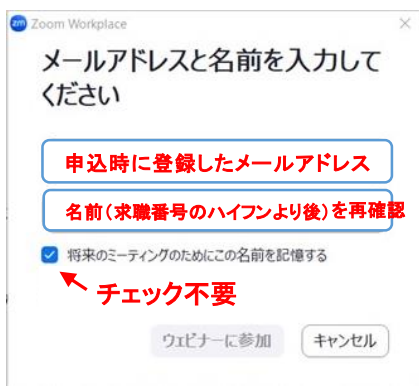 zm Zoom Workplace
メールアドレスと名前を入力して
ください
申込時に登録したメールアドレス
名前(求職番号のハイフンより後)を再確認
将来のミーティングのためにこの名前を記憶する
チェック不要
ウェビナーに参加 キャンセル